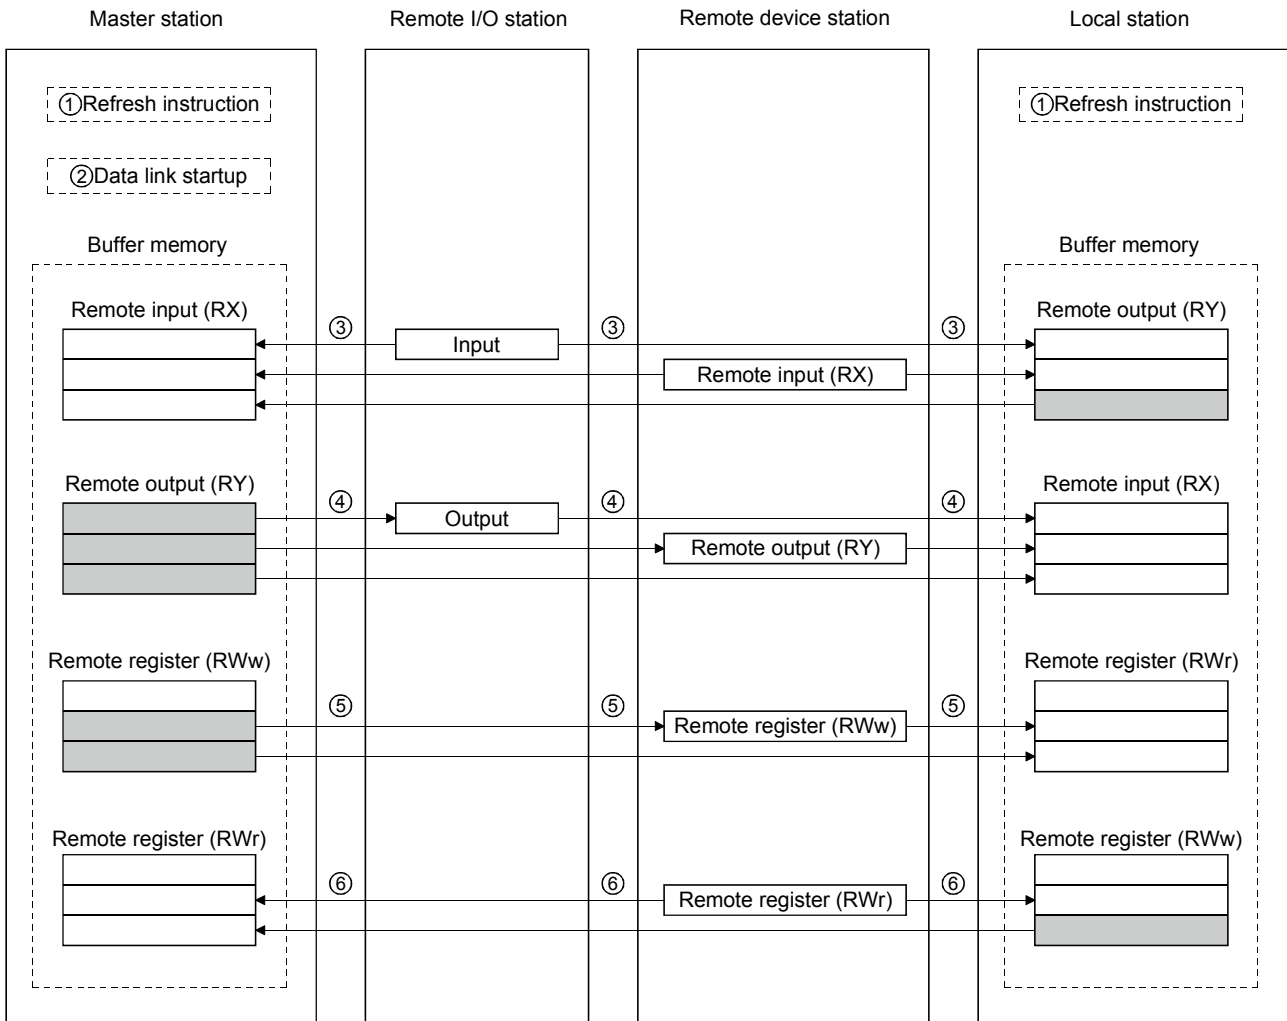 Master station
Remote I/O station
Remote device station
Local station
①Refresh instruction
①Refresh instruction
②Data link startup
Buffer memory
Buffer memory
Remote input (RX)
Remote output (RY)
③
③
③
Input
Remote input (RX)
Remote output (RY)
Remote input (RX)
④
④
④
Output
Remote output (RY)
Remote register (RWw)
Remote register (RWr)
⑤
⑤
⑤
Remote register (RWw)
Remote register (RWr)
Remote register (RWw)
⑥
⑥
⑥
Remote register (RWr)